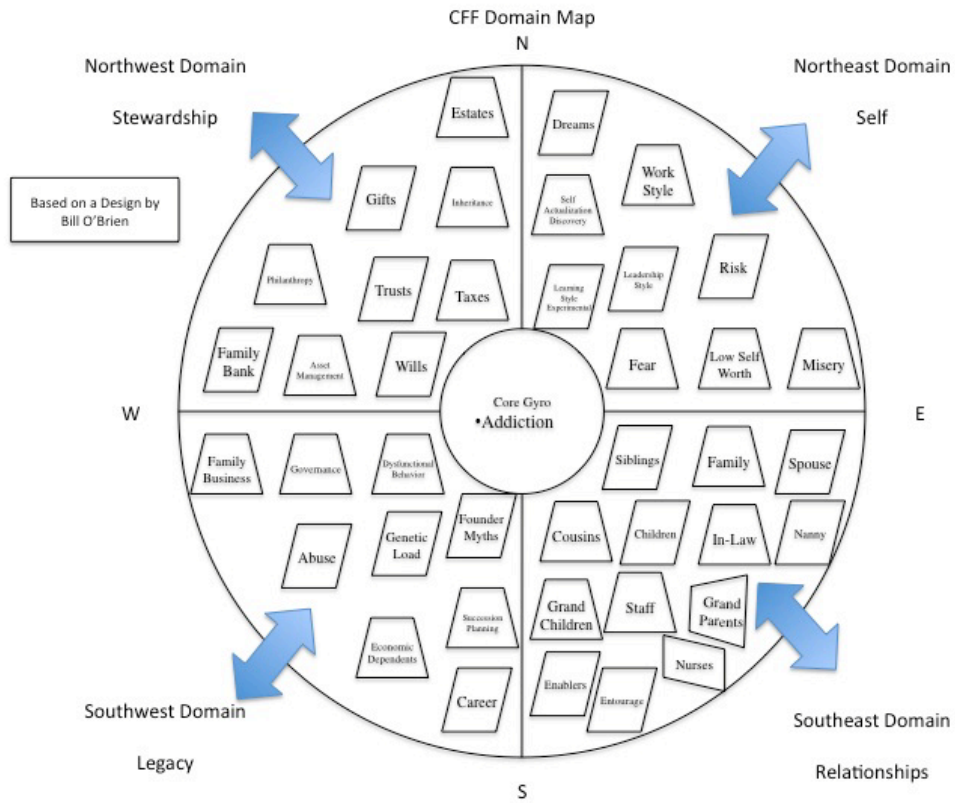 CFF Domain Map
N
Northwest Domain
Stewardship
Northeast Domain
Self
Based on a Design by
Bill O’Brien
Estates
Gifts
Inheritance
Philanthropy
Trusts
Taxes
Family
Bank
Asset
Management
Wills
Dreams
Work
Style
Self
Actualization
Discovery
Learning
Style
Experimental
Leadership
Style
Risk
Fear
Low Self
Worth
Misery
W
Core Gyro
•Addiction
E
Family
Business
Governance
Dysfunctional
Behavior
Abuse
Genetic
Load
Founder
Myths
Economic
Dependents
Succession
Planning
Career
Siblings
Family
Spouse
Cousins
Children
In-Law
Nanny
Grand
Children
Staff
Grand
Parents
Nurses
Enablers
Entourage
Southwest Domain
Legacy
Southeast Domain
Relationships
S